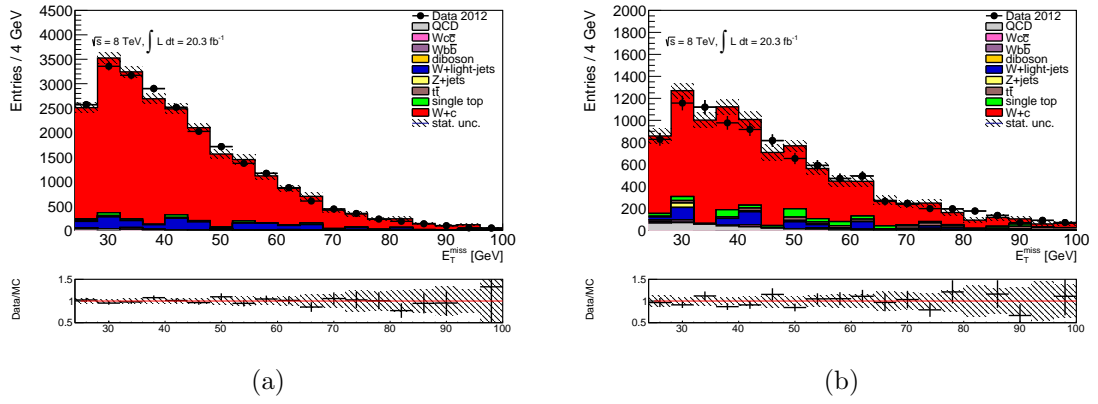 Entries / 4 GeV
5000
4500
4000
3500
3000
2500
2000
1500
1000
500
0
√s = 8 TeV, ∫ L dt = 20.3 fb⁻¹
Data 2012
QCD
Wcc̄
Wbb̄
diboson
W+light-jets
Z+jets
tt̄
single top
W+c
stat. unc.
30 40 50 60 70 80 90 100
E_T^miss [GeV]
Data/MC
1.5
1
0.5
30 40 50 60 70 80 90 100
(a)
Entries / 4 GeV
2000
1800
1600
1400
1200
1000
800
600
400
200
0
√s = 8 TeV, ∫ L dt = 20.3 fb⁻¹
Data 2012
QCD
Wcc̄
Wbb̄
diboson
W+light-jets
Z+jets
tt̄
single top
W+c
stat. unc.
30 40 50 60 70 80 90 100
E_T^miss [GeV]
Data/MC
1.5
1
0.5
30 40 50 60 70 80 90 100
(b)